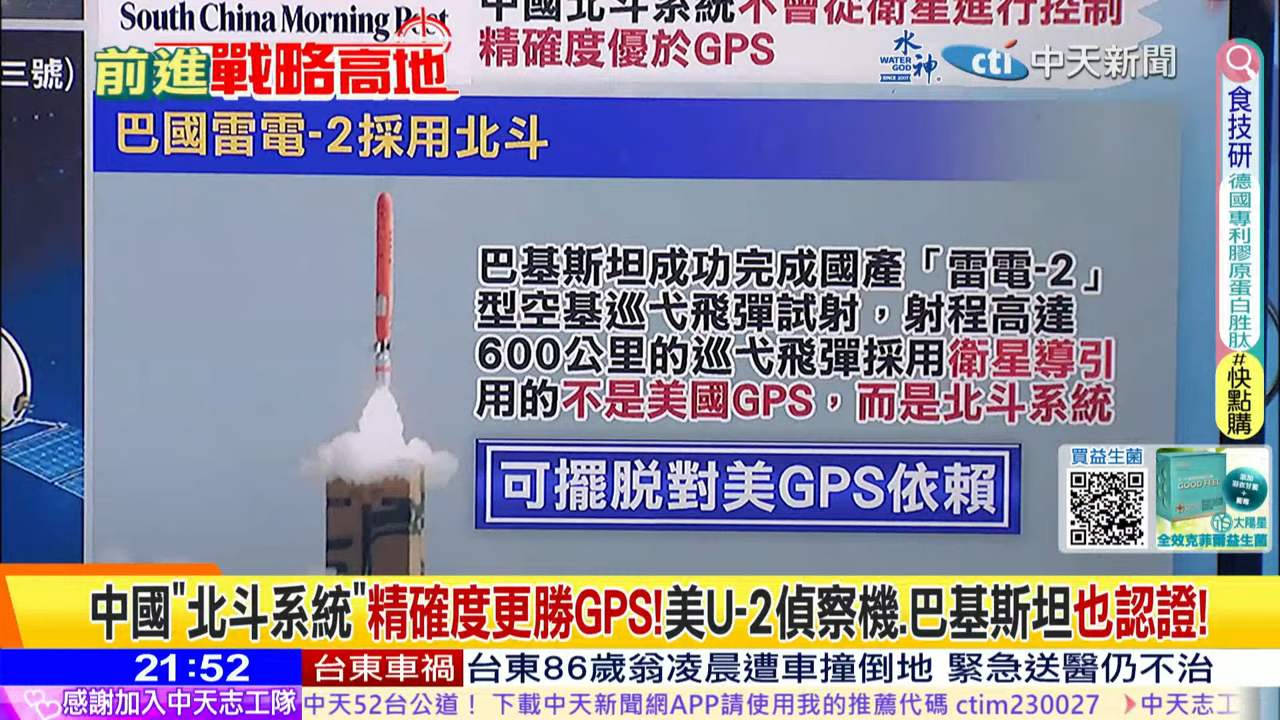 South China Morning Post
中國北斗系統不會從衛星進行控制
精確度優於GPS
三號)
前進戰略高地
水神
WATER GOD
SINCE 2007
cti 中天新聞
巴國雷電-2採用北斗
巴基斯坦成功完成國產「雷電-2」
型空基巡弋飛彈試射，射程高達
600公里的巡弋飛彈採用衛星導引
用的不是美國GPS，而是北斗系統
可擺脫對美GPS依賴
食技研
德國專利膠原蛋白胜肽
#快點購
買益生菌
GOOD FEEL
太陽星
全效克菲爾益生菌
中國"北斗系統"精確度更勝GPS!美U-2偵察機.巴基斯坦也認證!
21:52
台東車禍
台東86歲翁凌晨遭車撞倒地 緊急送醫仍不治
感謝加入中天志工隊
中天52台公道！ 下載中天新聞網APP請使用我的推薦代碼 ctim230027
中天志工